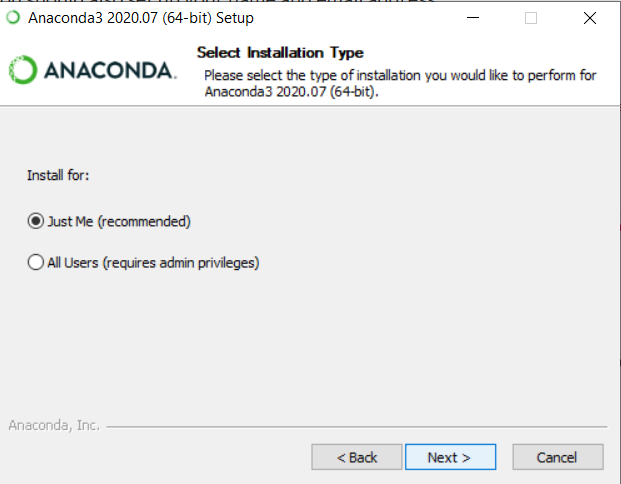 Anaconda3 2020.07 (64-bit) Setup
ANACONDA.
Select Installation Type
Please select the type of installation you would like to perform for
Anaconda3 2020.07 (64-bit).
Install for:
Just Me (recommended)
All Users (requires admin privileges)
Anaconda, Inc.
< Back
Next >
Cancel